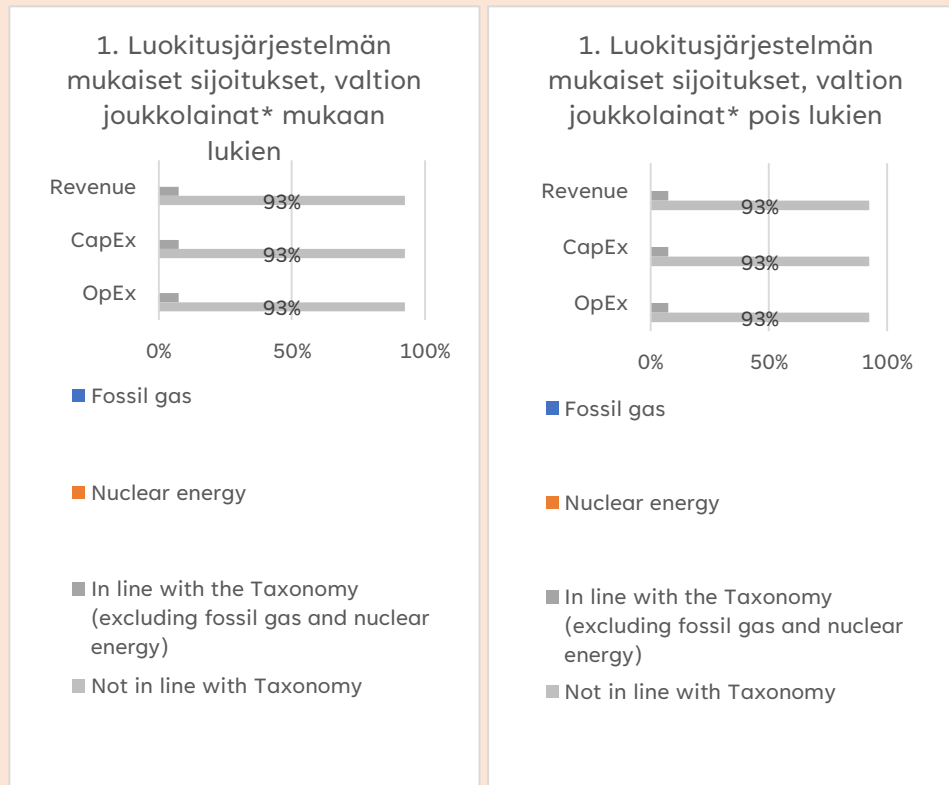 1. Luokitusjärjestelmän
mukaiset sijoitukset, valtion
joukkolainat* mukaan
lukien
Revenue
93%
CapEx
93%
OpEx
93%
0% 50% 100%
Fossil gas
Nuclear energy
In line with the Taxonomy
(excluding fossil gas and nuclear
energy)
Not in line with Taxonomy
1. Luokitusjärjestelmän
mukaiset sijoitukset, valtion
joukkolainat* pois lukien
Revenue
93%
CapEx
93%
OpEx
93%
0% 50% 100%
Fossil gas
Nuclear energy
In line with the Taxonomy
(excluding fossil gas and nuclear
energy)
Not in line with Taxonomy